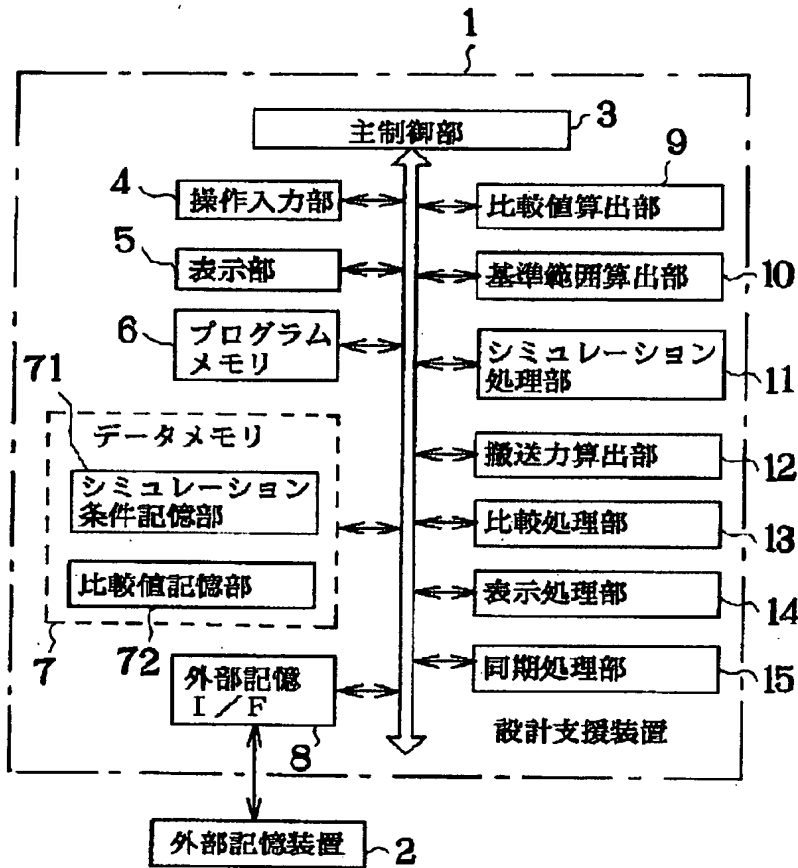 1
主制御部
3
4
操作入力部
9
比較値算出部
5
表示部
基準範囲算出部
10
6
プログラム
メモリ
シミュレーション
処理部
11
71
データメモリ
シミュレーション
条件記憶部
比較値記憶部
7
72
搬送力算出部
12
比較処理部
13
表示処理部
14
同期処理部
15
外部記憶
I/F
8
設計支援装置
外部記憶装置
2